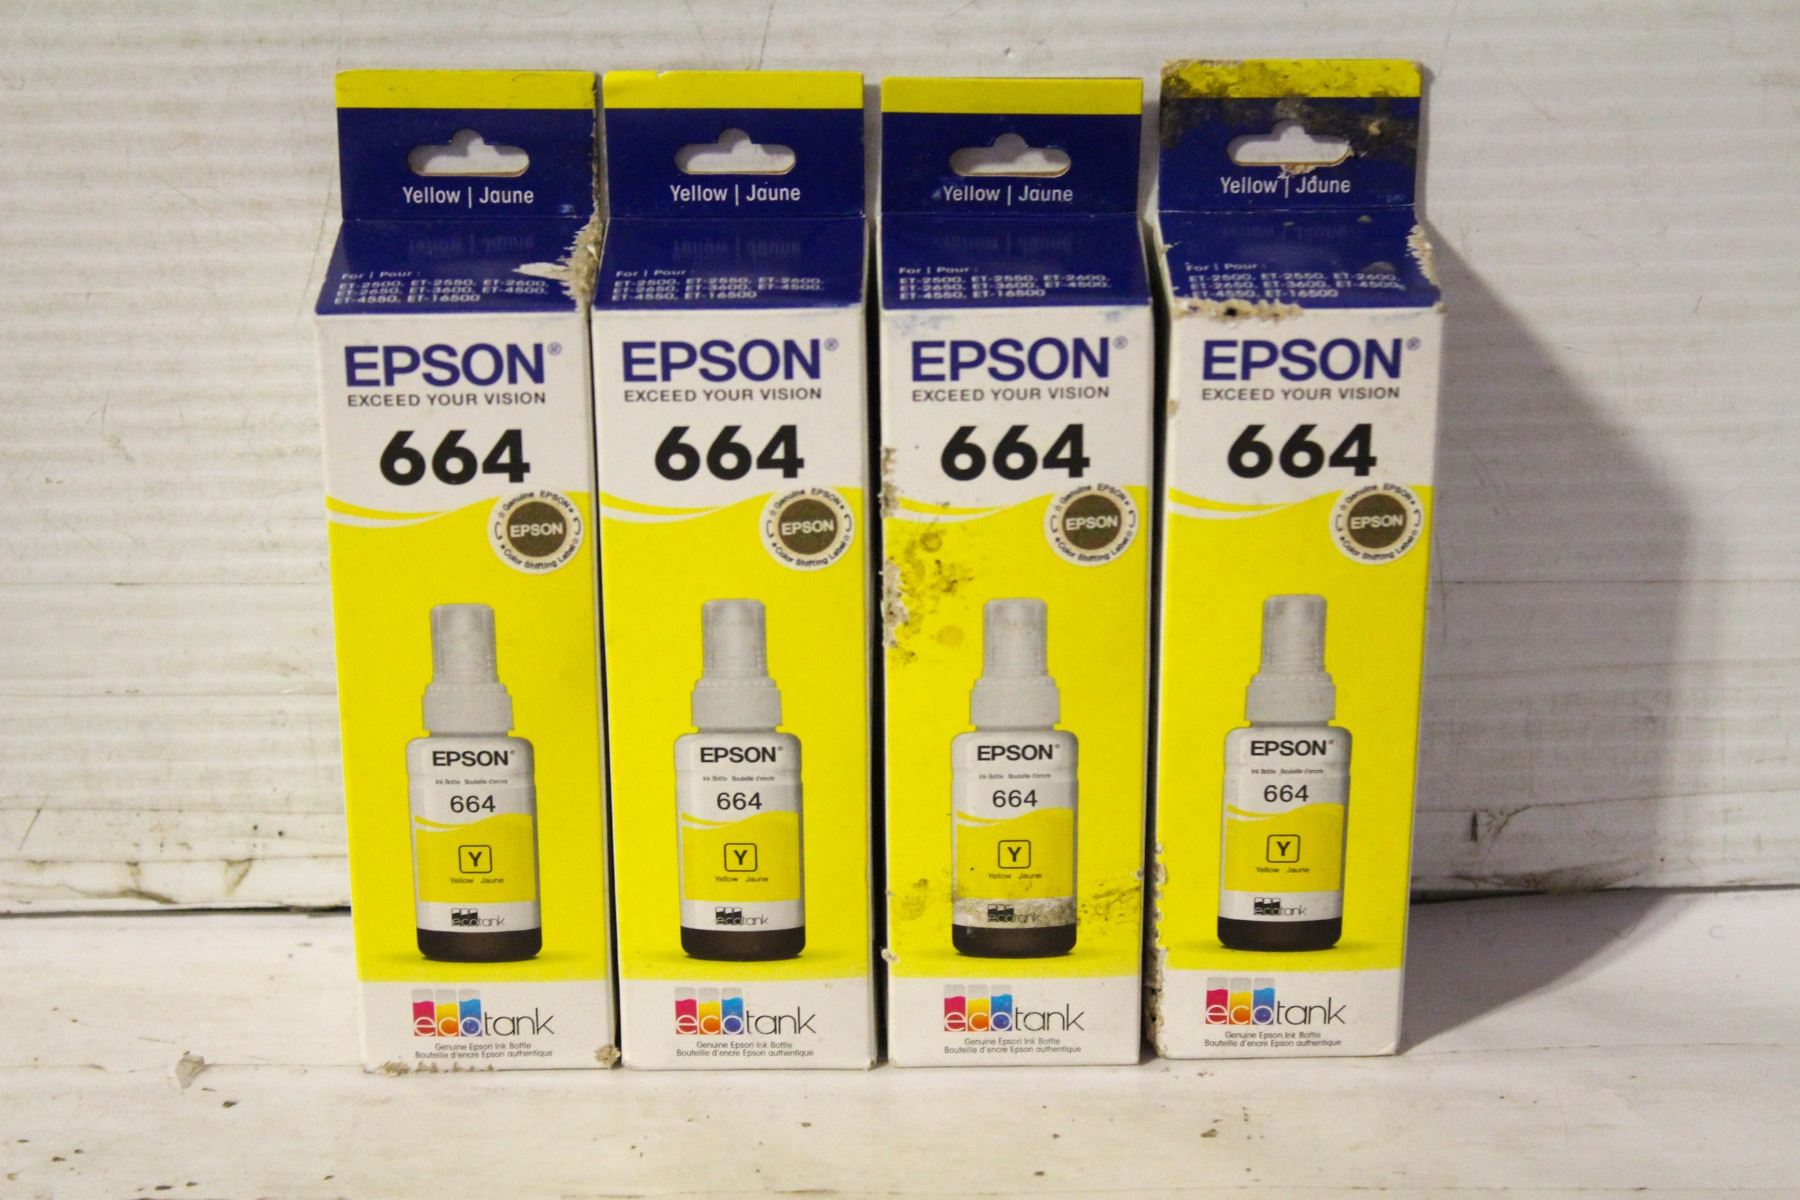 Yellow | Jaune
For | Pour :
ET-2500, ET-2550, ET-2600,
ET-2650, ET-3600, ET-4500,
ET-4550, ET-16500
EPSON®
EXCEED YOUR VISION
664
Genuine EPSON
EPSON
Color Shifting Label
EPSON®
Ink Bottle Bouteille d'encre
664
Y
Yellow Jaune
ecotank
ecotank
Genuine Epson Ink Bottle
Bouteille d'encre Epson authentique
Yellow | Jaune
For | Pour :
ET-2500, ET-2550, ET-2600,
ET-2650, ET-3600, ET-4500,
ET-4550, ET-16500
EPSON®
EXCEED YOUR VISION
664
Genuine EPSON
EPSON
Color Shifting Label
EPSON®
Ink Bottle Bouteille d'encre
664
Y
Yellow Jaune
ecotank
ecotank
Genuine Epson Ink Bottle
Bouteille d'encre Epson authentique
Yellow | Jaune
For | Pour :
ET-2500, ET-2550, ET-2600,
ET-2650, ET-3600, ET-4500,
ET-4550, ET-16500
EPSON®
EXCEED YOUR VISION
664
Genuine EPSON
EPSON
Color Shifting Label
EPSON®
Ink Bottle Bouteille d'encre
664
Y
Yellow Jaune
ecotank
ecotank
Genuine Epson Ink Bottle
Bouteille d'encre Epson authentique
Yellow | Jaune
For | Pour :
ET-2500, ET-2550, ET-2600,
ET-2650, ET-3600, ET-4500,
ET-4550, ET-16500
EPSON®
EXCEED YOUR VISION
664
Genuine EPSON
EPSON
Color Shifting Label
EPSON®
Ink Bottle Bouteille d'encre
664
Y
Yellow Jaune
ecotank
ecotank
Genuine Epson Ink Bottle
Bouteille d'encre Epson authentique